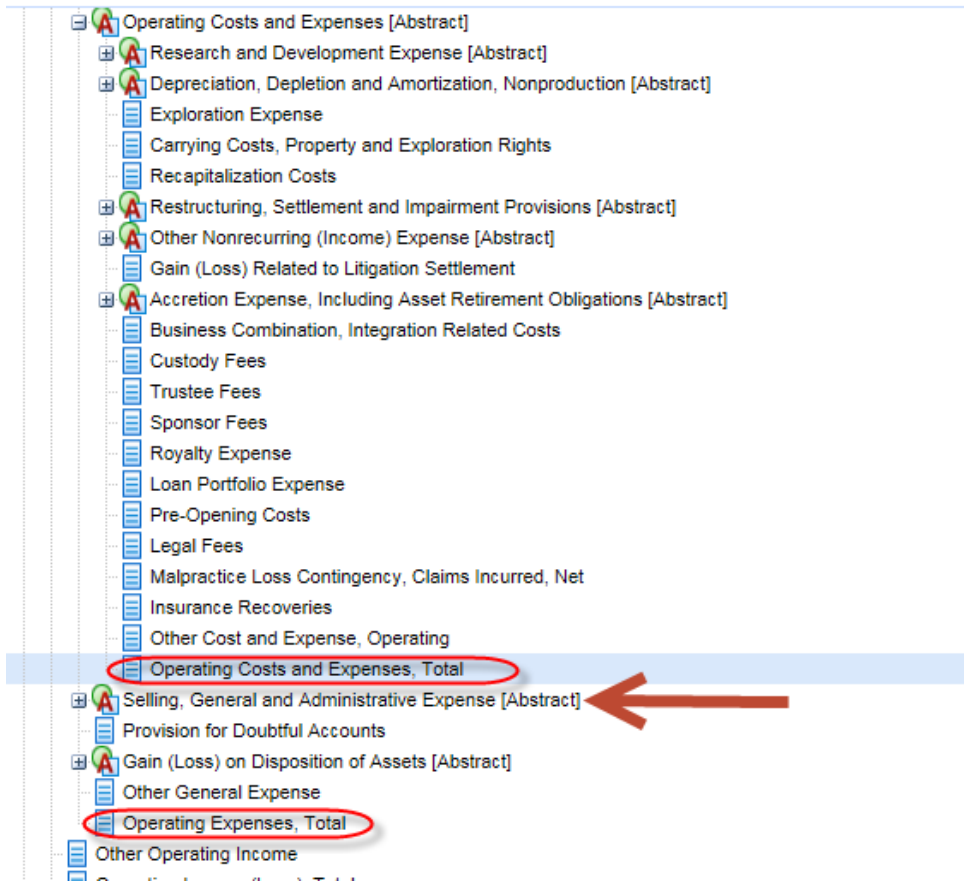 Operating Costs and Expenses [Abstract]
Research and Development Expense [Abstract]
Depreciation, Depletion and Amortization, Nonproduction [Abstract]
Exploration Expense
Carrying Costs, Property and Exploration Rights
Recapitalization Costs
Restructuring, Settlement and Impairment Provisions [Abstract]
Other Nonrecurring (Income) Expense [Abstract]
Gain (Loss) Related to Litigation Settlement
Accretion Expense, Including Asset Retirement Obligations [Abstract]
Business Combination, Integration Related Costs
Custody Fees
Trustee Fees
Sponsor Fees
Royalty Expense
Loan Portfolio Expense
Pre-Opening Costs
Legal Fees
Malpractice Loss Contingency, Claims Incurred, Net
Insurance Recoveries
Other Cost and Expense, Operating
Operating Costs and Expenses, Total
Selling, General and Administrative Expense [Abstract]
Provision for Doubtful Accounts
Gain (Loss) on Disposition of Assets [Abstract]
Other General Expense
Operating Expenses, Total
Other Operating Income